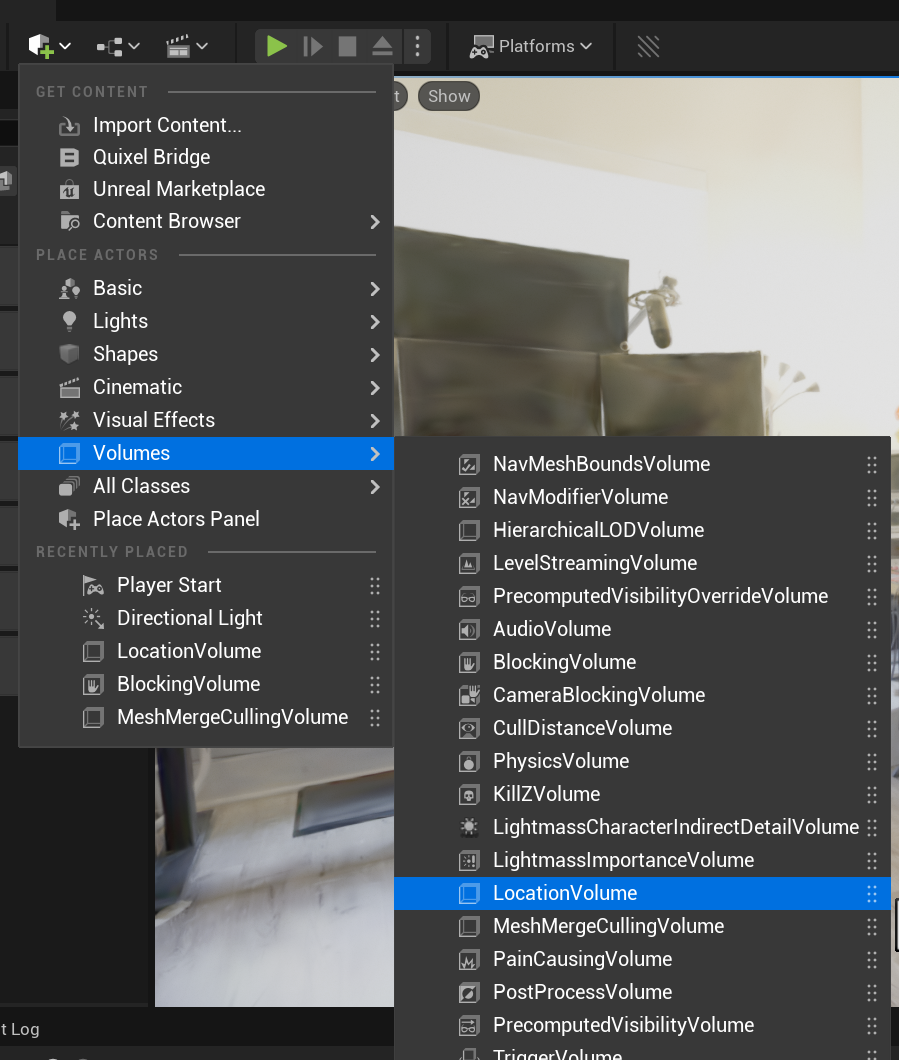 Platforms
GET CONTENT
t
Show
Import Content...
Quixel Bridge
Unreal Marketplace
Content Browser
PLACE ACTORS
Basic
Lights
Shapes
Cinematic
Visual Effects
Volumes
All Classes
Place Actors Panel
RECENTLY PLACED
Player Start
Directional Light
LocationVolume
BlockingVolume
MeshMergeCullingVolume
NavMeshBoundsVolume
NavModifierVolume
HierarchicalLODVolume
LevelStreamingVolume
PrecomputedVisibilityOverrideVolume
AudioVolume
BlockingVolume
CameraBlockingVolume
CullDistanceVolume
PhysicsVolume
KillZVolume
LightmassCharacterIndirectDetailVolume
LightmassImportanceVolume
LocationVolume
MeshMergeCullingVolume
PainCausingVolume
PostProcessVolume
PrecomputedVisibilityVolume
TriggerVolume
t Log